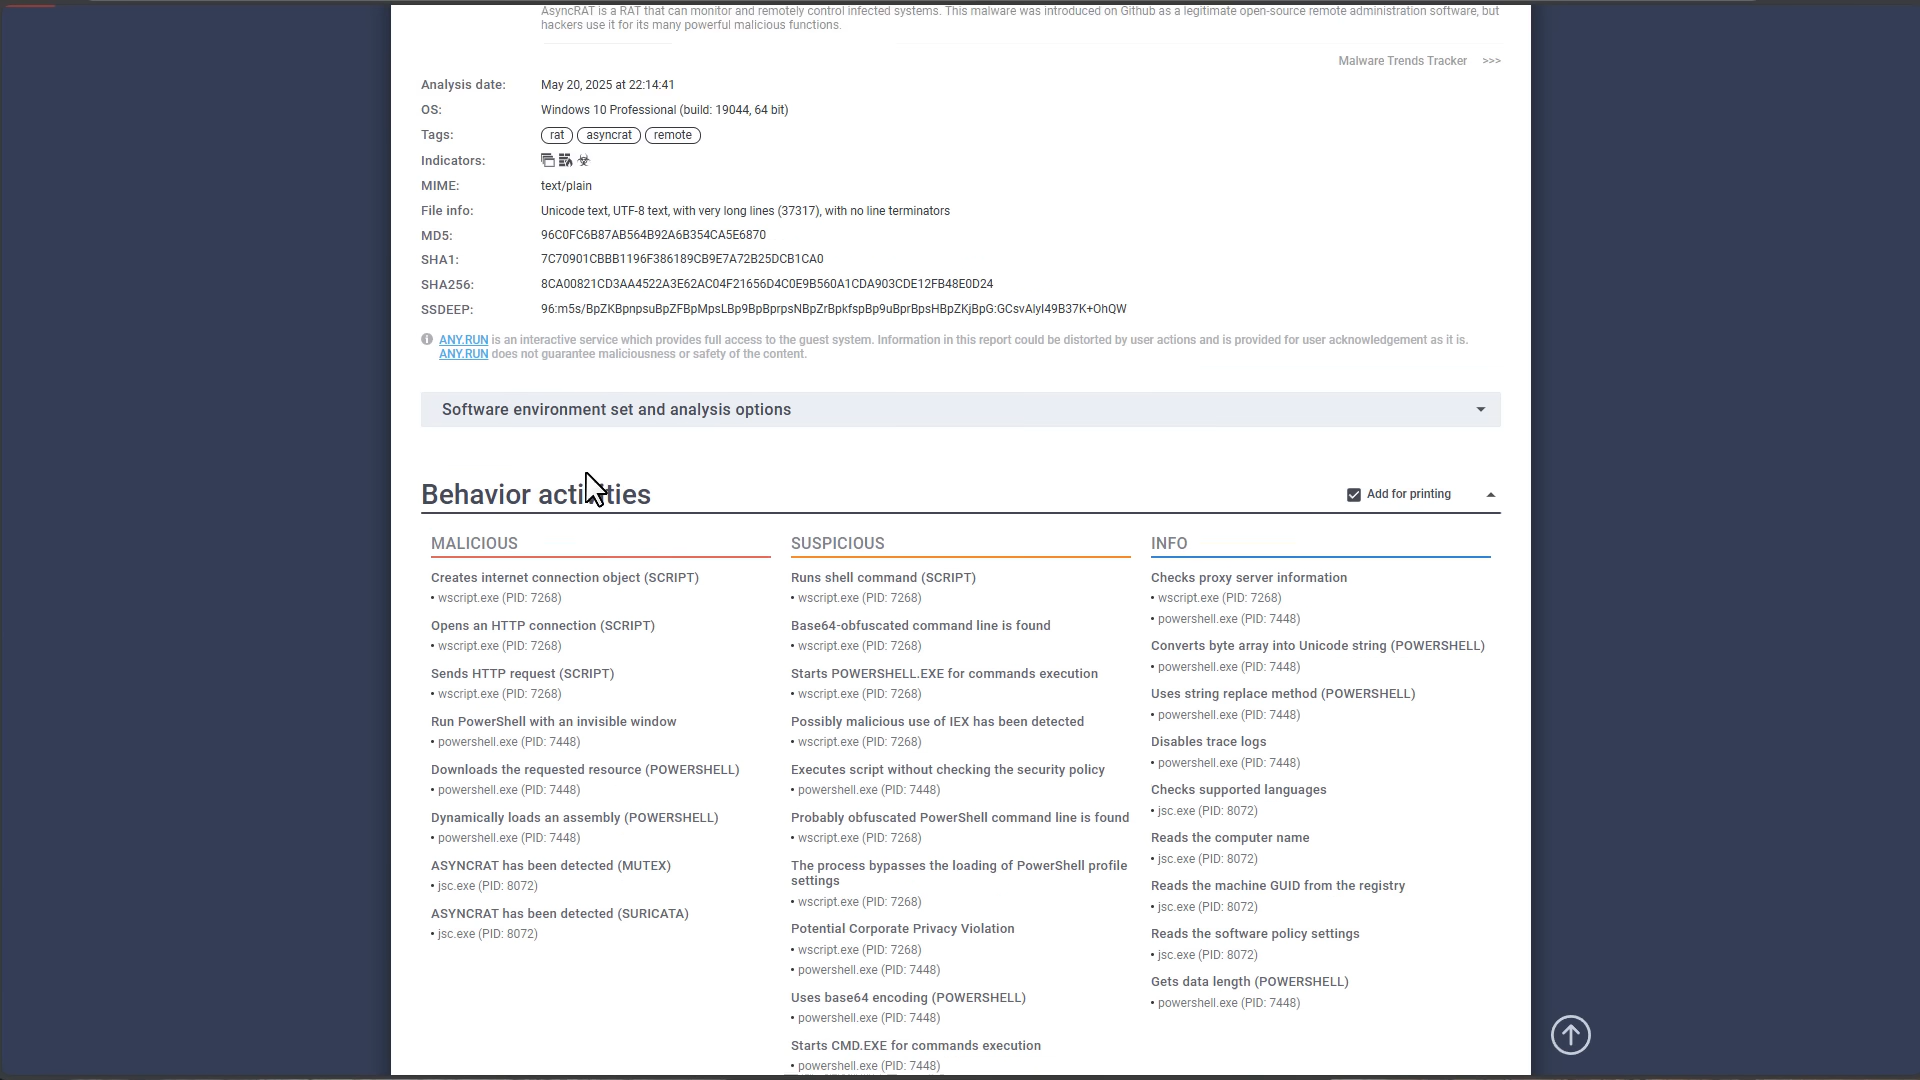 AsyncRAT is a RAT that can monitor and remotely control infected systems. This malware was introduced on Github as a legitimate open-source remote administration software, but
hackers use it for its many powerful malicious functions.
Malware Trends Tracker >>>
Analysis date: May 20, 2025 at 22:14:41
OS: Windows 10 Professional (build: 19044, 64 bit)
Tags: rat asyncrat remote
Indicators:
MIME: text/plain
File info: Unicode text, UTF-8 text, with very long lines (37317), with no line terminators
MD5: 96C0FC6B87AB564B92A6B354CA5E6870
SHA1: 7C70901CBBB1196F386189CB9E7A72B25DCB1CA0
SHA256: 8CA00821CD3AA4522A3E62AC04F21656D4C0E9B560A1CDA903CDE12FB48E0D24
SSDEEP: 96:m5s/BpZKBpnpsuBpZFBpMpsLBp9BpBprpsNBpZrBpkfspBp9uBprBpsHBpZKjBpG:GCsvAlyI49B37K+OhQW
ANY.RUN is an interactive service which provides full access to the guest system. Information in this report could be distorted by user actions and is provided for user acknowledgement as it is.
ANY.RUN does not guarantee maliciousness or safety of the content.
Software environment set and analysis options
Behavior activities
Add for printing
MALICIOUS
Creates internet connection object (SCRIPT)
• wscript.exe (PID: 7268)
Opens an HTTP connection (SCRIPT)
• wscript.exe (PID: 7268)
Sends HTTP request (SCRIPT)
• wscript.exe (PID: 7268)
Run PowerShell with an invisible window
• powershell.exe (PID: 7448)
Downloads the requested resource (POWERSHELL)
• powershell.exe (PID: 7448)
Dynamically loads an assembly (POWERSHELL)
• powershell.exe (PID: 7448)
ASYNCRAT has been detected (MUTEX)
• jsc.exe (PID: 8072)
ASYNCRAT has been detected (SURICATA)
• jsc.exe (PID: 8072)
SUSPICIOUS
Runs shell command (SCRIPT)
• wscript.exe (PID: 7268)
Base64-obfuscated command line is found
• wscript.exe (PID: 7268)
Starts POWERSHELL.EXE for commands execution
• wscript.exe (PID: 7268)
Possibly malicious use of IEX has been detected
• wscript.exe (PID: 7268)
Executes script without checking the security policy
• powershell.exe (PID: 7448)
Probably obfuscated PowerShell command line is found
• wscript.exe (PID: 7268)
The process bypasses the loading of PowerShell profile
settings
• wscript.exe (PID: 7268)
Potential Corporate Privacy Violation
• wscript.exe (PID: 7268)
• powershell.exe (PID: 7448)
Uses base64 encoding (POWERSHELL)
• powershell.exe (PID: 7448)
Starts CMD.EXE for commands execution
• powershell.exe (PID: 7448)
INFO
Checks proxy server information
• wscript.exe (PID: 7268)
• powershell.exe (PID: 7448)
Converts byte array into Unicode string (POWERSHELL)
• powershell.exe (PID: 7448)
Uses string replace method (POWERSHELL)
• powershell.exe (PID: 7448)
Disables trace logs
• powershell.exe (PID: 7448)
Checks supported languages
• jsc.exe (PID: 8072)
Reads the computer name
• jsc.exe (PID: 8072)
Reads the machine GUID from the registry
• jsc.exe (PID: 8072)
Reads the software policy settings
• jsc.exe (PID: 8072)
Gets data length (POWERSHELL)
• powershell.exe (PID: 7448)